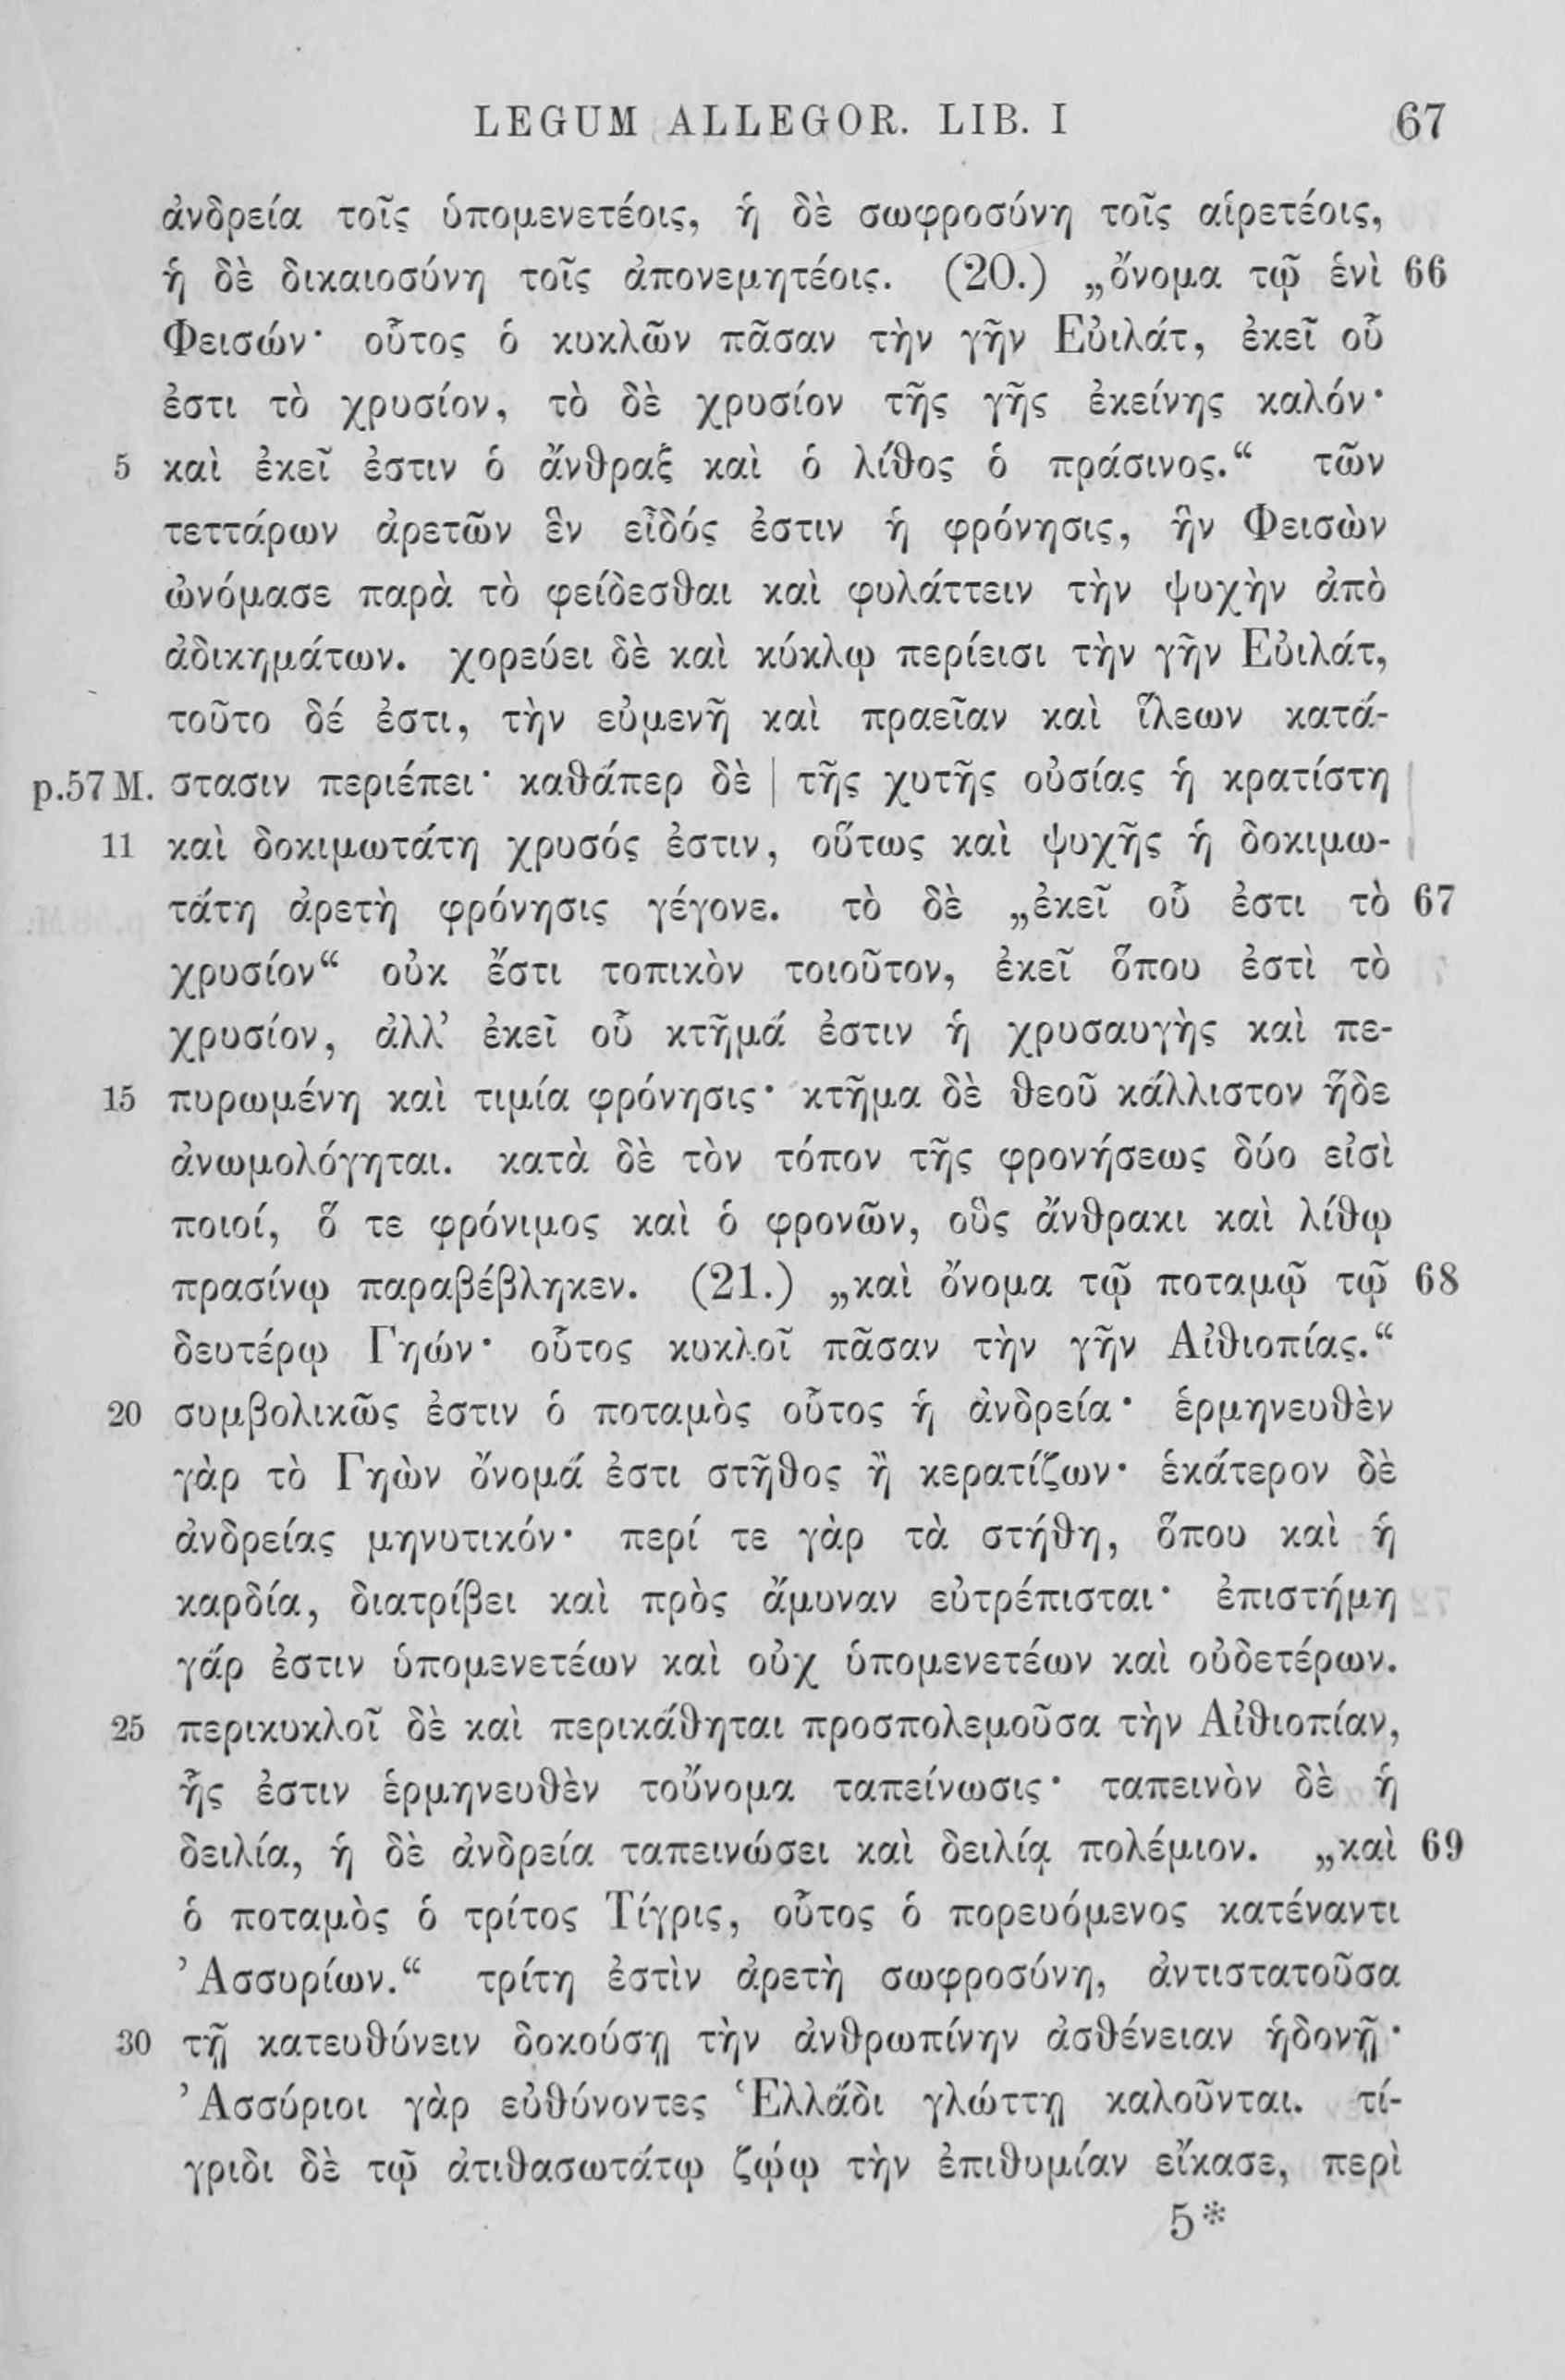 LEGUM ALLEGOR. LIB. I 67
ἀνδρεία τοῖς ὑπομενετέοις, ἡ δὲ σωφροσύνη τοῖς αἱρετέοις,
ἡ δὲ δικαιοσύνη τοῖς ἀπονεμητέοις. (20.) „ὄνομα τῷ ἑνὶ 66
Φεισών· οὗτος ὁ κυκλῶν πᾶσαν τὴν γῆν Εὐιλάτ, ἐκεῖ οὗ
ἐστι τὸ χρυσίον, τὸ δὲ χρυσίον τῆς γῆς ἐκείνης καλόν·
5 καὶ ἐκεῖ ἐστιν ὁ ἄνθραξ καὶ ὁ λίθος ὁ πράσινος.“ τῶν
τεττάρων ἀρετῶν ἓν εἶδός ἐστιν ἡ φρόνησις, ἣν Φεισὼν
ὠνόμασε παρὰ τὸ φείδεσθαι καὶ φυλάττειν τὴν ψυχὴν ἀπὸ
ἀδικημάτων. χορεύει δὲ καὶ κύκλῳ περίεισι τὴν γῆν Εὐιλάτ,
τοῦτο δέ ἐστι, τὴν εὐμενῆ καὶ πραεῖαν καὶ ἵλεων κατά-
p.57 M. στασιν περιέπει· καθάπερ δὲ | τῆς χυτῆς οὐσίας ἡ κρατίστη
11 καὶ δοκιμωτάτη χρυσός ἐστιν, οὕτως καὶ ψυχῆς ἡ δοκιμω-
τάτη ἀρετὴ φρόνησις γέγονε. τὸ δὲ „ἐκεῖ οὗ ἐστι τὸ 67
χρυσίον“ οὐκ ἔστι τοπικὸν τοιοῦτον, ἐκεῖ ὅπου ἐστὶ τὸ
χρυσίον, ἀλλ’ ἐκεῖ οὗ κτῆμά ἐστιν ἡ χρυσαυγὴς καὶ πε-
15 πυρωμένη καὶ τιμία φρόνησις· κτῆμα δὲ θεοῦ κάλλιστον ἥδε
ἀνωμολόγηται. κατὰ δὲ τὸν τόπον τῆς φρονήσεως δύο εἰσὶ
ποιοί, ὅ τε φρόνιμος καὶ ὁ φρονῶν, οὓς ἄνθρακι καὶ λίθῳ
πρασίνῳ παραβέβληκεν. (21.) „καὶ ὄνομα τῷ ποταμῷ τῷ 68
δευτέρῳ Γηών· οὗτος κυκλοῖ πᾶσαν τὴν γῆν Αἰθιοπίας.“
20 συμβολικῶς ἐστιν ὁ ποταμὸς οὗτος ἡ ἀνδρεία· ἑρμηνευθὲν
γὰρ τὸ Γηὼν ὄνομά ἐστι στῆθος ἢ κερατίζων· ἑκάτερον δὲ
ἀνδρείας μηνυτικόν· περί τε γὰρ τὰ στήθη, ὅπου καὶ ἡ
καρδία, διατρίβει καὶ πρὸς ἄμυναν εὐτρέπισται· ἐπιστήμη
γάρ ἐστιν ὑπομενετέων καὶ οὐχ ὑπομενετέων καὶ οὐδετέρων.
25 περικυκλοῖ δὲ καὶ περικάθηται προσπολεμοῦσα τὴν Αἰθιοπίαν,
ἧς ἐστιν ἑρμηνευθὲν τοὔνομα ταπείνωσις· ταπεινὸν δὲ ἡ
δειλία, ἡ δὲ ἀνδρεία ταπεινώσει καὶ δειλίᾳ πολέμιον. „καὶ 69
ὁ ποταμὸς ὁ τρίτος Τίγρις, οὗτος ὁ πορευόμενος κατέναντι
Ἀσσυρίων.“ τρίτη ἐστὶν ἀρετὴ σωφροσύνη, ἀντιστατοῦσα
30 τῇ κατευθύνειν δοκούσῃ τὴν ἀνθρωπίνην ἀσθένειαν ἡδονῇ·
Ἀσσύριοι γὰρ εὐθύνοντες Ἑλλάδι γλώττῃ καλοῦνται. τί-
γριδι δὲ τῷ ἀτιθασωτάτῳ ζῴῳ τὴν ἐπιθυμίαν εἴκασε, περὶ
5*